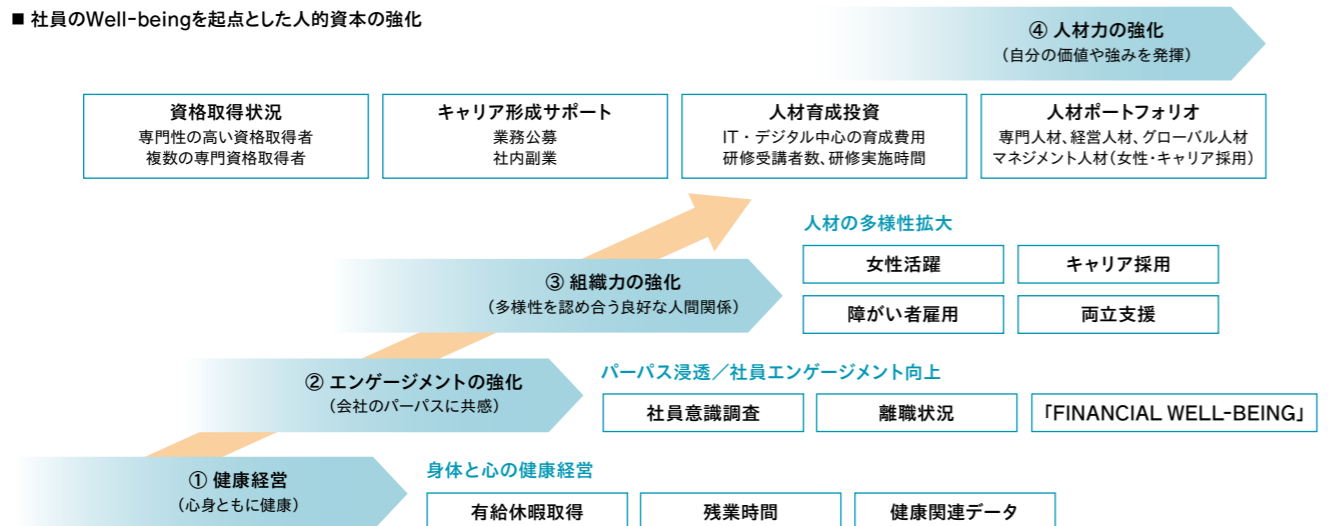 ■ 社員のWell-beingを起点とした人的資本の強化
④ 人材力の強化
（自分の価値や強みを発揮）
資格取得状況
専門性の高い資格取得者
複数の専門資格取得者
キャリア形成サポート
業務公募
社内副業
人材育成投資
IT・デジタル中心の育成費用
研修受講者数、研修実施時間
人材ポートフォリオ
専門人材、経営人材、グローバル人材
マネジメント人材（女性・キャリア採用）
③ 組織力の強化
（多様性を認め合う良好な人間関係）
人材の多様性拡大
女性活躍
キャリア採用
障がい者雇用
両立支援
② エンゲージメントの強化
（会社のパーパスに共感）
パーパス浸透／社員エンゲージメント向上
社員意識調査
離職状況
「FINANCIAL WELL-BEING」
① 健康経営
（心身ともに健康）
身体と心の健康経営
有給休暇取得
残業時間
健康関連データ